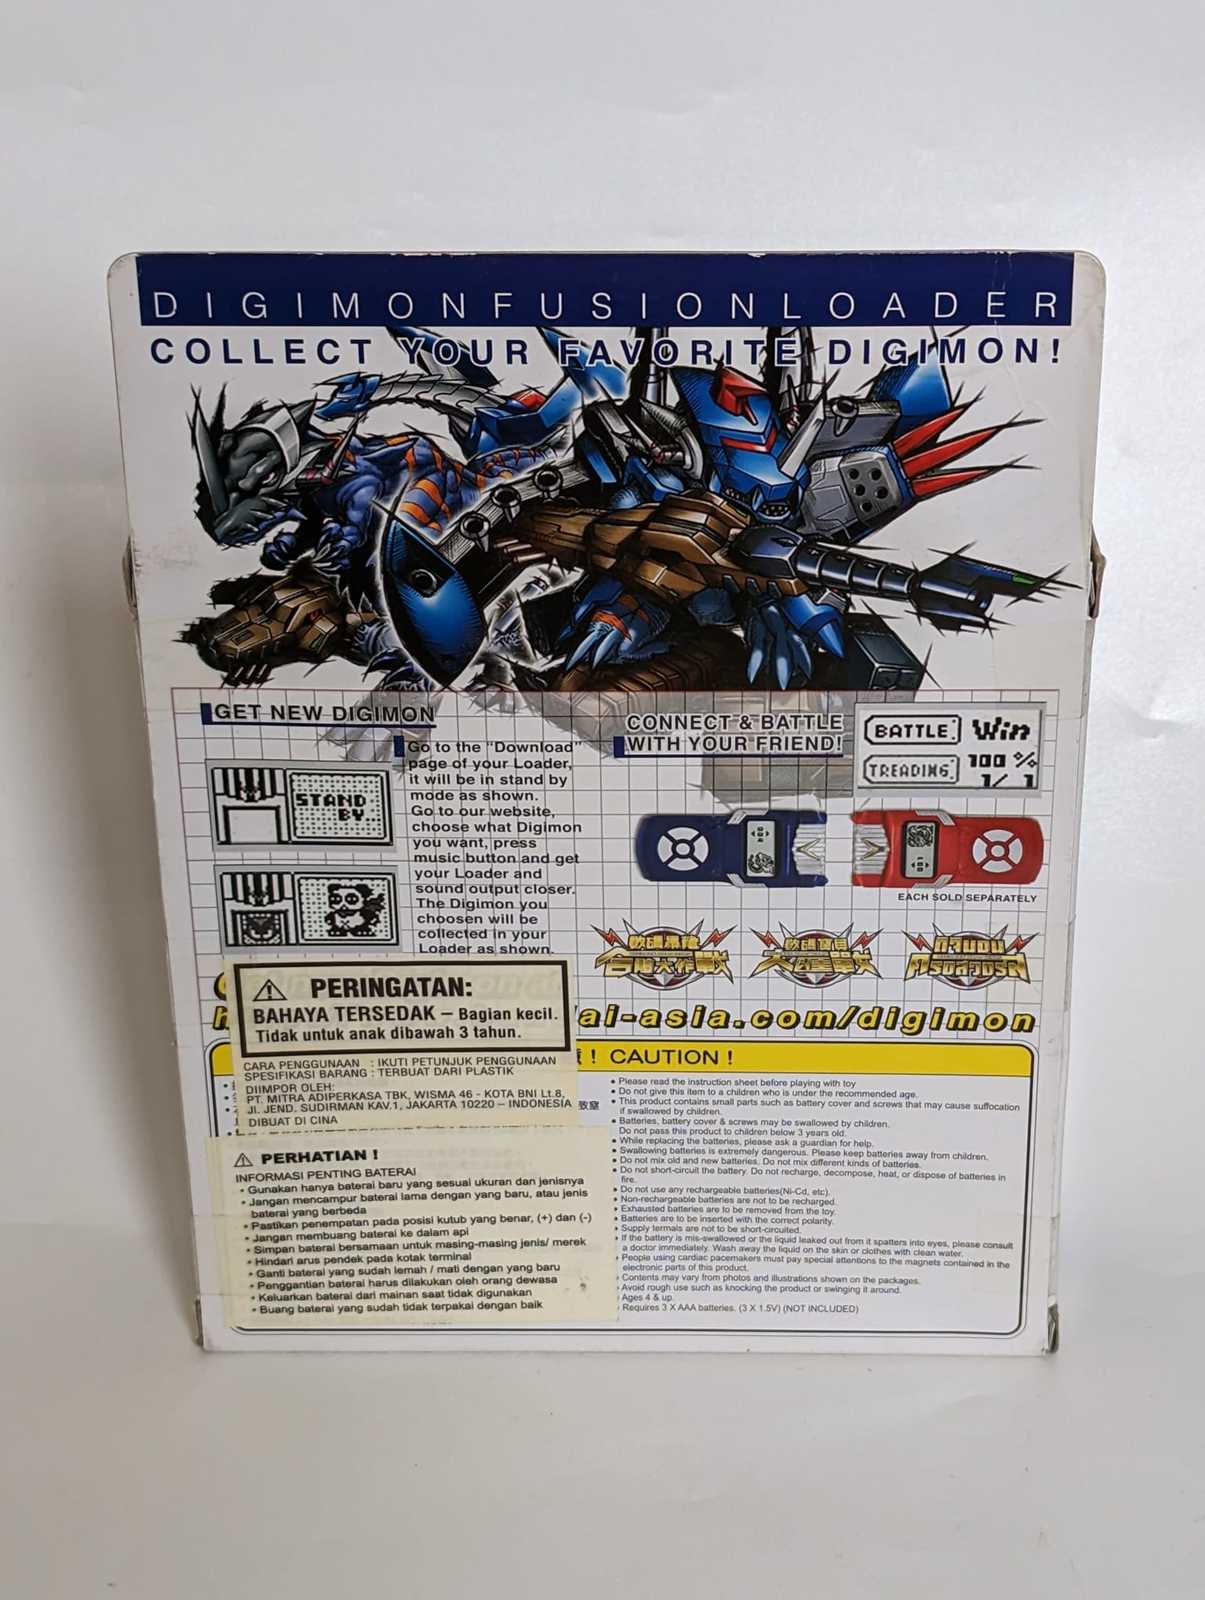 DIGIMONFUSIONLOADER
COLLECT YOUR FAVORITE DIGIMON!
GET NEW DIGIMON
Go to the "Download"
page of your Loader,
it will be in stand by
mode as shown.
Go to our website,
choose what Digimon
you want, press
music button and get
your Loader and
sound output closer.
The Digimon you
choosen will be
collected in your
Loader as shown.
STAND
BY..
CONNECT & BATTLE
WITH YOUR FRIEND!
BATTLE. Win
TREADING. 100 %
1/ 1
EACH SOLD SEPARATELY
合體大作戰
ดิจิมอน
ครอสวอร์ส
ai-asia.com/digimon
PERINGATAN:
BAHAYA TERSEDAK – Bagian kecil.
Tidak untuk anak dibawah 3 tahun.
CARA PENGGUNAAN : IKUTI PETUNJUK PENGGUNAAN
SPESIFIKASI BARANG : TERBUAT DARI PLASTIK
DIIMPOR OLEH:
PT. MITRA ADIPERKASA TBK, WISMA 46 - KOTA BNI Lt.8,
Jl. JEND. SUDIRMAN KAV.1, JAKARTA 10220 – INDONESIA
DIBUAT DI CINA
PERHATIAN !
INFORMASI PENTING BATERAI
• Gunakan hanya baterai baru yang sesuai ukuran dan jenisnya
• Jangan mencampur baterai lama dengan yang baru, atau jenis
baterai yang berbeda
• Pastikan penempatan pada posisi kutub yang benar, (+) dan (-)
• Jangan membuang baterai ke dalam api
• Simpan baterai bersamaan untuk masing-masing jenis/ merek
• Hindari arus pendek pada kotak terminal
• Ganti baterai yang sudah lemah / mati dengan yang baru
• Penggantian baterai harus dilakukan oleh orang dewasa
• Keluarkan baterai dari mainan saat tidak digunakan
• Buang baterai yang sudah tidak terpakai dengan baik
! CAUTION !
• Please read the instruction sheet before playing with toy
• Do not give this item to a children who is under the recommended age.
• This product contains small parts such as battery cover and screws that may cause suffocation
if swallowed by children.
• Batteries, battery cover & screws may be swallowed by children.
Do not pass this product to children below 3 years old.
• While replacing the batteries, please ask a guardian for help.
• Swallowing batteries is extremely dangerous. Please keep batteries away from children.
• Do not mix old and new batteries. Do not mix different kinds of batteries.
• Do not short-circuit the battery. Do not recharge, decompose, heat, or dispose of batteries in
fire.
• Do not use any rechargeable batteries(Ni-Cd, etc).
• Non-rechargeable batteries are not to be recharged.
• Exhausted batteries are to be removed from the toy.
• Batteries are to be inserted with the correct polarity.
• Supply termals are not to be short-circuited.
• If the battery is mis-swallowed or the liquid leaked out from it spatters into eyes, please consult
a doctor immediately. Wash away the liquid on the skin or clothes with clean water.
• People using cardiac pacemakers must pay special attentions to the magnets contained in the
electronic parts of this product.
• Contents may vary from photos and illustrations shown on the packages.
• Avoid rough use such as knocking the product or swinging it around.
• Ages 4 & up.
• Requires 3 X AAA batteries. (3 X 1.5V) (NOT INCLUDED)